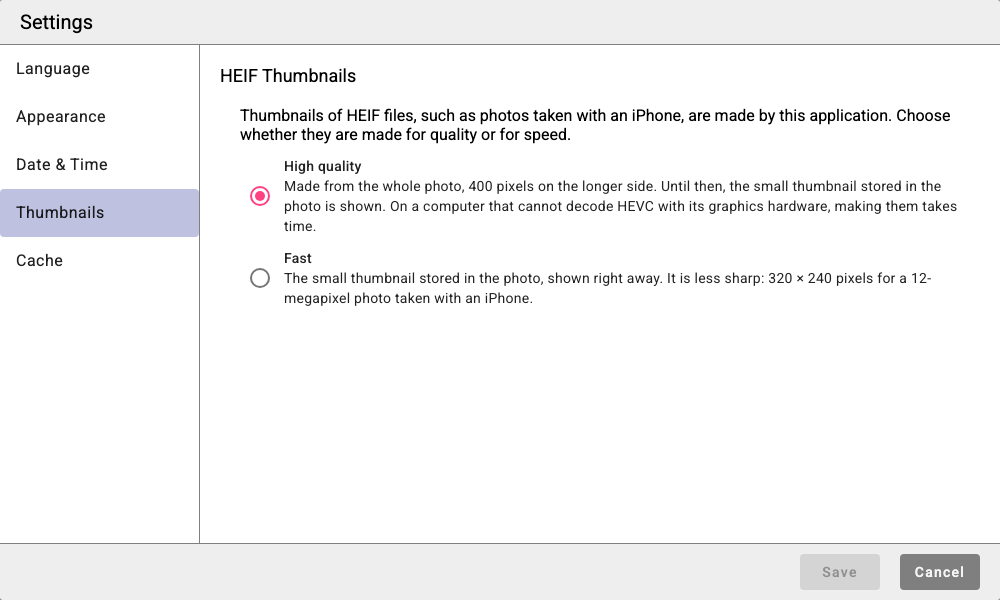 Settings
Language
Appearance
Date & Time
Thumbnails
Cache
HEIF Thumbnails
Thumbnails of HEIF files, such as photos taken with an iPhone, are made by this application. Choose
whether they are made for quality or for speed.
High quality
Made from the whole photo, 400 pixels on the longer side. Until then, the small thumbnail stored in the
photo is shown. On a computer that cannot decode HEVC with its graphics hardware, making them takes
time.
Fast
The small thumbnail stored in the photo, shown right away. It is less sharp: 320 × 240 pixels for a 12-
megapixel photo taken with an iPhone.
Save
Cancel